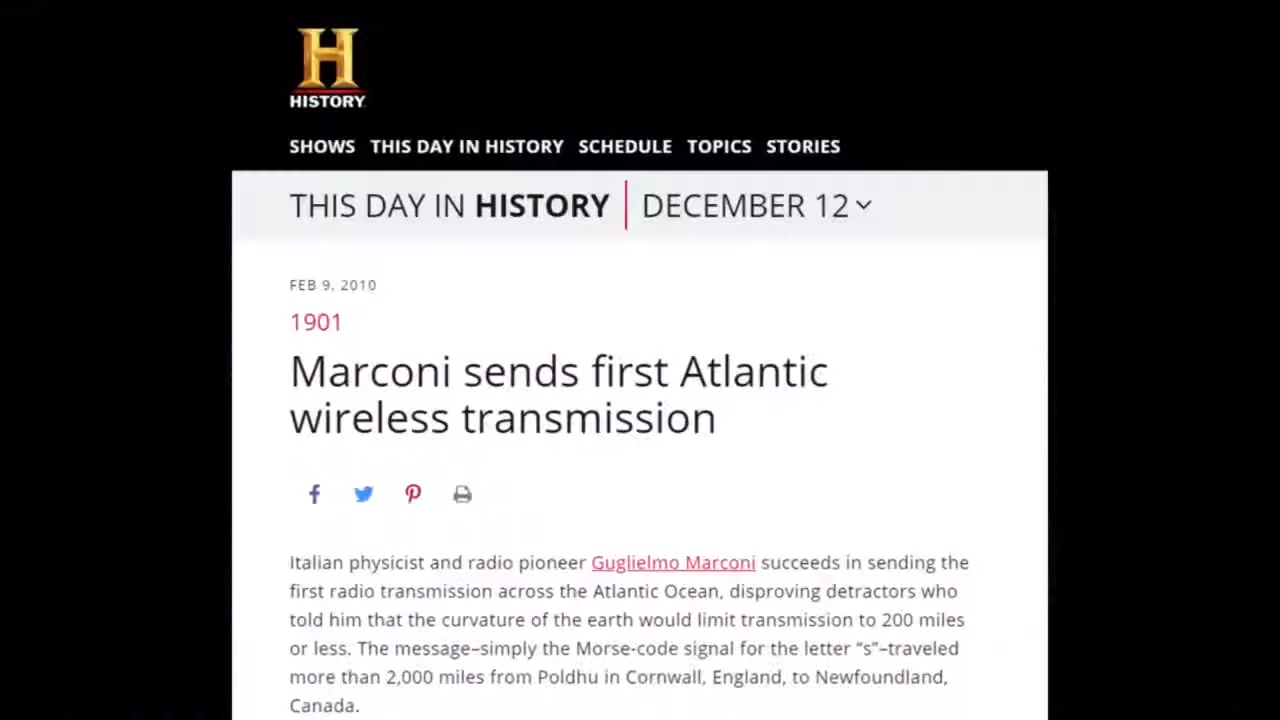 H
HISTORY
SHOWS THIS DAY IN HISTORY SCHEDULE TOPICS STORIES
THIS DAY IN HISTORY DECEMBER 12
FEB 9, 2010
1901
Marconi sends first Atlantic
wireless transmission
Italian physicist and radio pioneer Guglielmo Marconi succeeds in sending the
first radio transmission across the Atlantic Ocean, disproving detractors who
told him that the curvature of the earth would limit transmission to 200 miles
or less. The message–simply the Morse-code signal for the letter “s”–traveled
more than 2,000 miles from Poldhu in Cornwall, England, to Newfoundland,
Canada.